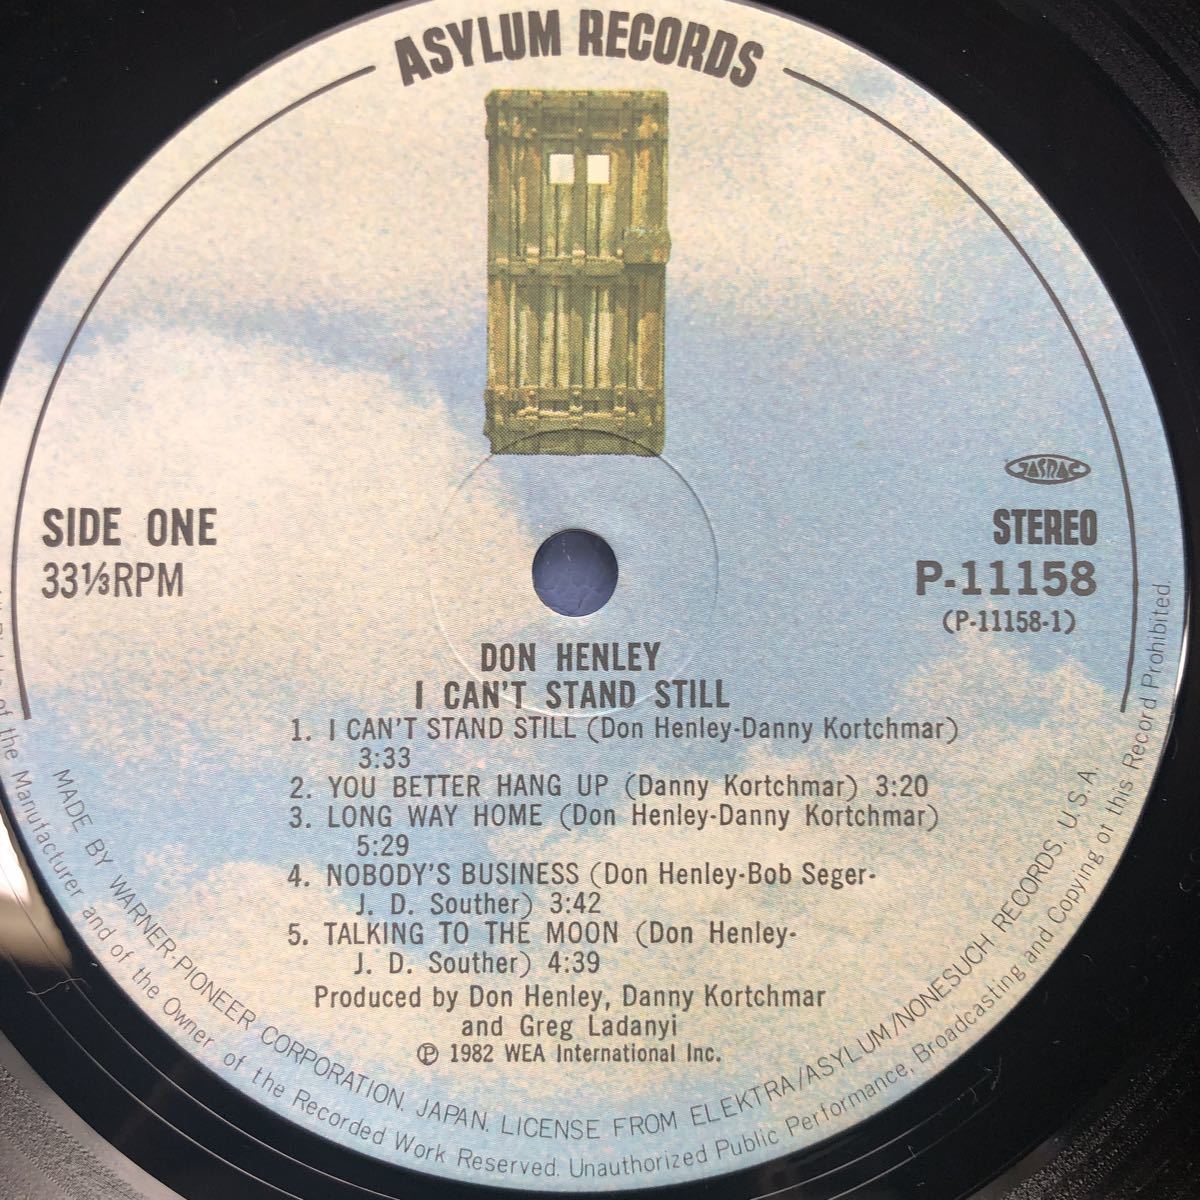 ASYLUM RECORDS
JASRAC
SIDE ONE
33⅓RPM
STEREO
P-11158
(P-11158-1)
DON HENLEY
I CAN'T STAND STILL
1. I CAN'T STAND STILL (Don Henley-Danny Kortchmar)
3:33
2. YOU BETTER HANG UP (Danny Kortchmar) 3:20
3. LONG WAY HOME (Don Henley-Danny Kortchmar)
5:29
4. NOBODY'S BUSINESS (Don Henley-Bob Seger-
J. D. Souther) 3:42
5. TALKING TO THE MOON (Don Henley-
J. D. Souther) 4:39
Produced by Don Henley, Danny Kortchmar
and Greg Ladanyi
Ⓟ 1982 WEA International Inc.
MADE BY WARNER-PIONEER CORPORATION, JAPAN. LICENSE FROM ELEKTRA/ASYLUM/NONESUCH RECORDS, U.S.A.
of the Manufacturer and of the Owner of the Recorded Work Reserved. Unauthorized Public Performance, Broadcasting and Copying ot this Record Prohibited.